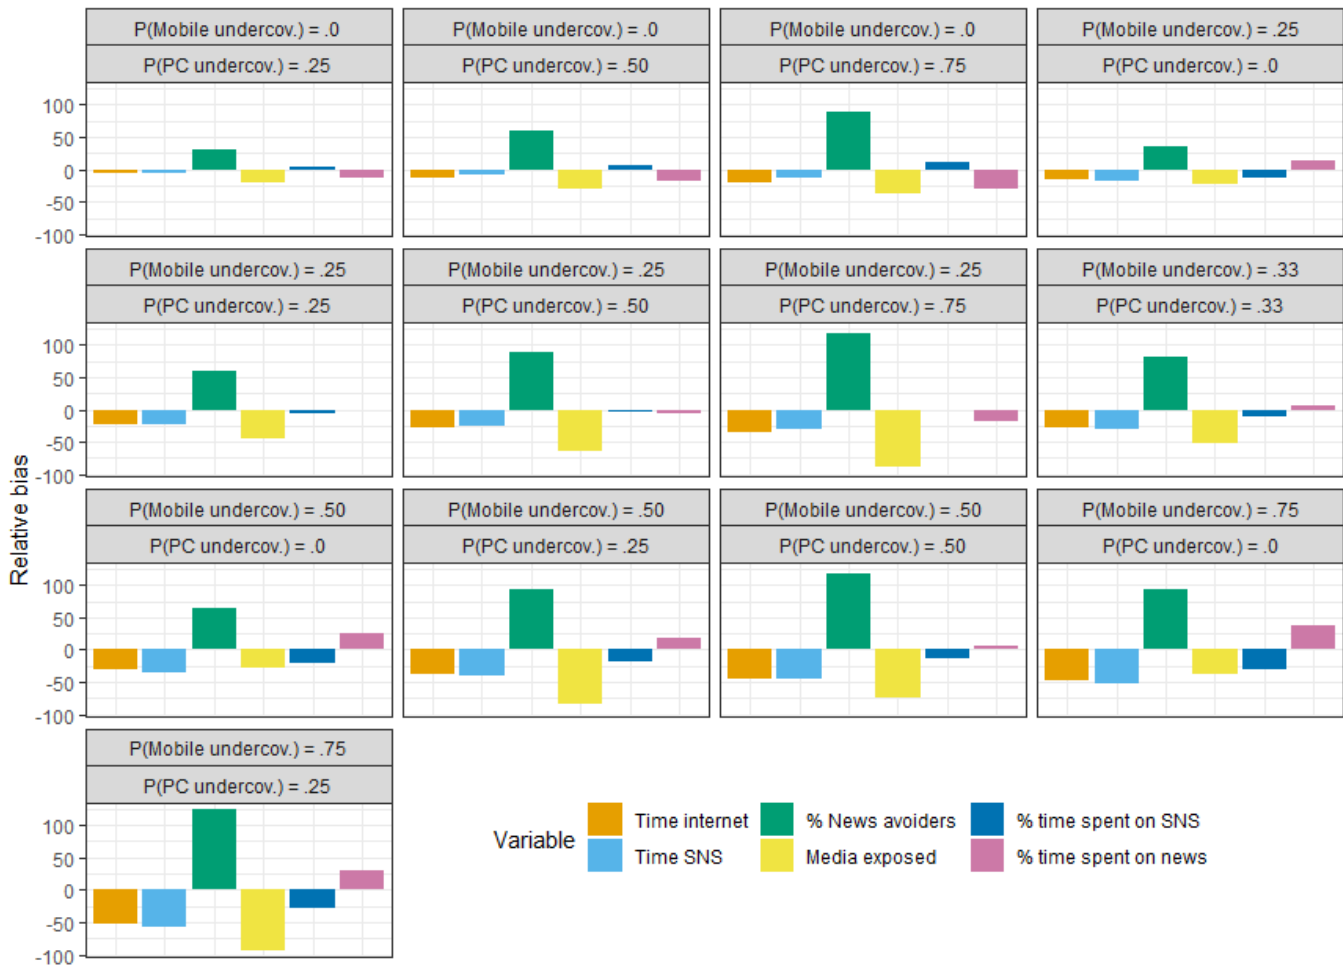 P(Mobile undercov.) = .0
P(PC undercov.) = .25
P(Mobile undercov.) = .0
P(PC undercov.) = .50
P(Mobile undercov.) = .0
P(PC undercov.) = .75
P(Mobile undercov.) = .25
P(PC undercov.) = .0
100
50
0
-50
-100
P(Mobile undercov.) = .25
P(PC undercov.) = .25
P(Mobile undercov.) = .25
P(PC undercov.) = .50
P(Mobile undercov.) = .25
P(PC undercov.) = .75
P(Mobile undercov.) = .33
P(PC undercov.) = .33
100
50
0
-50
-100
Relative bias
P(Mobile undercov.) = .50
P(PC undercov.) = .0
P(Mobile undercov.) = .50
P(PC undercov.) = .25
P(Mobile undercov.) = .50
P(PC undercov.) = .50
P(Mobile undercov.) = .75
P(PC undercov.) = .0
100
50
0
-50
-100
P(Mobile undercov.) = .75
P(PC undercov.) = .25
100
50
0
-50
-100
Variable
Time internet
Time SNS
% News avoiders
Media exposed
% time spent on SNS
% time spent on news